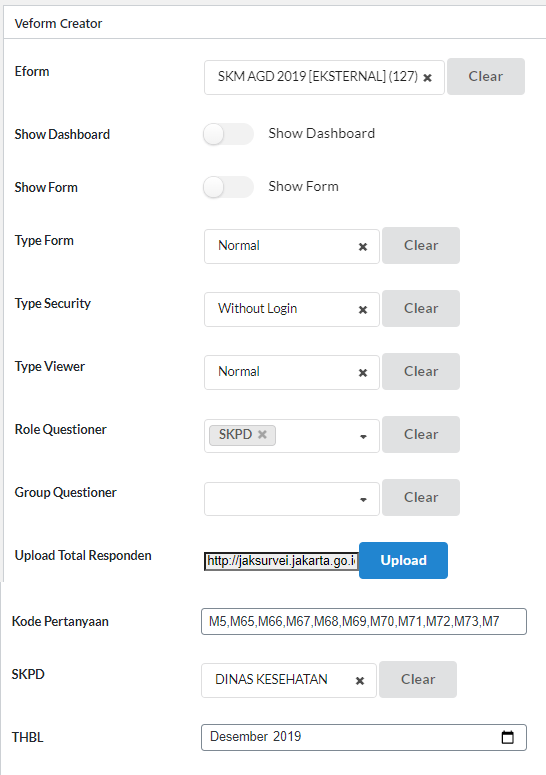 Veform Creator
Eform SKM AGD 2019 [EKSTERNAL] (127) × Clear
Show Dashboard Show Dashboard
Show Form Show Form
Type Form Normal × Clear
Type Security Without Login × Clear
Type Viewer Normal × Clear
Role Questioner SKPD × Clear
Group Questioner Clear
Upload Total Responden http://jaksurvei.jakarta.go.i Upload
Kode Pertanyaan M5,M65,M66,M67,M68,M69,M70,M71,M72,M73,M7
SKPD DINAS KESEHATAN × Clear
THBL Desember 2019